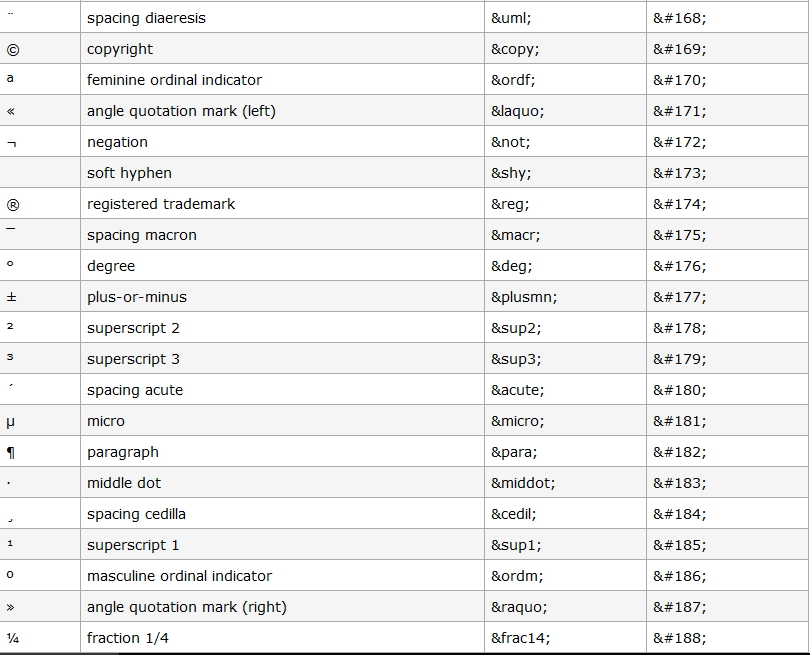 ¨ spacing diaeresis &uml; &#168;
© copyright &copy; &#169;
ª feminine ordinal indicator &ordf; &#170;
« angle quotation mark (left) &laquo; &#171;
¬ negation &not; &#172;
soft hyphen &shy; &#173;
® registered trademark &reg; &#174;
¯ spacing macron &macr; &#175;
° degree &deg; &#176;
± plus-or-minus &plusmn; &#177;
² superscript 2 &sup2; &#178;
³ superscript 3 &sup3; &#179;
´ spacing acute &acute; &#180;
µ micro &micro; &#181;
¶ paragraph &para; &#182;
· middle dot &middot; &#183;
¸ spacing cedilla &cedil; &#184;
¹ superscript 1 &sup1; &#185;
º masculine ordinal indicator &ordm; &#186;
» angle quotation mark (right) &raquo; &#187;
¼ fraction 1/4 &frac14; &#188;